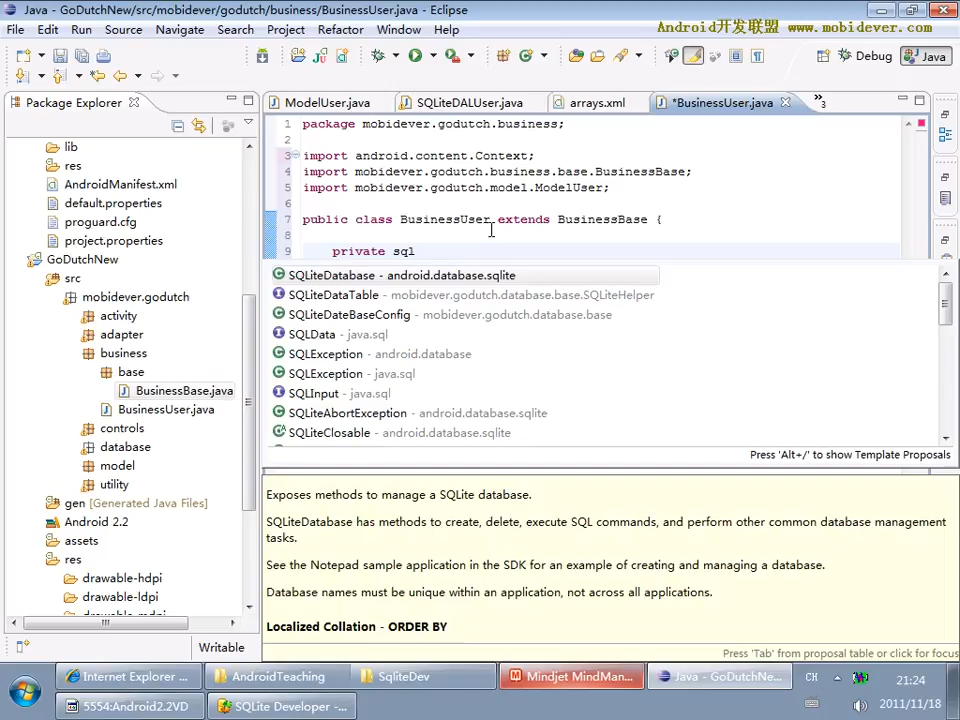 Java - GoDutchNew/src/mobidever/godutch/business/BusinessUser.java - Eclipse
File Edit Run Source Navigate Search Project Refactor Window Help
Android开发联盟 www.mobidever.com
Debug Java
Package Explorer
ModelUser.java SQLiteDALUser.java arrays.xml *BusinessUser.java »3
lib
res
AndroidManifest.xml
default.properties
proguard.cfg
project.properties
GoDutchNew
src
mobidever.godutch
activity
adapter
business
base
BusinessBase.java
BusinessUser.java
controls
database
model
utility
gen [Generated Java Files]
Android 2.2
assets
res
drawable-hdpi
drawable-ldpi
drawable-mdpi
1 package mobidever.godutch.business;
2
3 import android.content.Context;
4 import mobidever.godutch.business.base.BusinessBase;
5 import mobidever.godutch.model.ModelUser;
6
7 public class BusinessUser extends BusinessBase {
8
9 private sql
SQLiteDatabase - android.database.sqlite
SQLiteDataTable - mobidever.godutch.database.base.SQLiteHelper
SQLiteDateBaseConfig - mobidever.godutch.database.base
SQLData - java.sql
SQLException - android.database
SQLException - java.sql
SQLInput - java.sql
SQLiteAbortException - android.database.sqlite
SQLiteClosable - android.database.sqlite
Press 'Alt+/' to show Template Proposals
Exposes methods to manage a SQLite database.
SQLiteDatabase has methods to create, delete, execute SQL commands, and perform other common database management
tasks.
See the Notepad sample application in the SDK for an example of creating and managing a database.
Database names must be unique within an application, not across all applications.
Localized Collation - ORDER BY
Press 'Tab' from proposal table or click for focus
Writable
Internet Explorer ... AndroidTeaching SqliteDev Mindjet MindMan... Java - GoDutchNe... CH 21:24
5554:Android2.2VD SQLite Developer - ... 2011/11/18